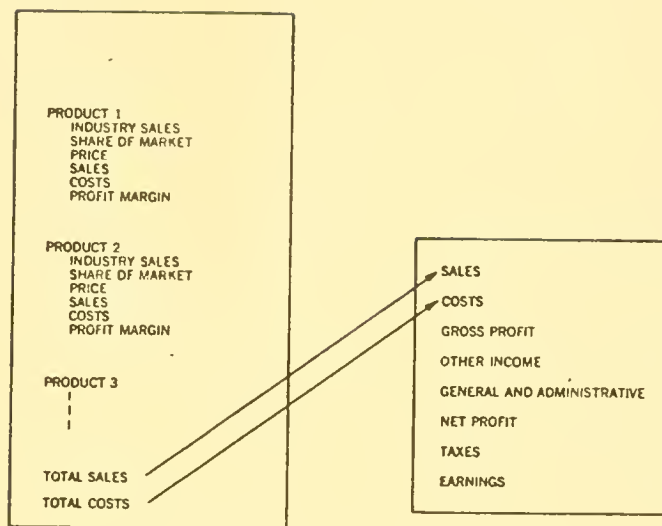 PRODUCT 1
INDUSTRY SALES
SHARE OF MARKET
PRICE
SALES
COSTS
PROFIT MARGIN
PRODUCT 2
INDUSTRY SALES
SHARE OF MARKET
PRICE
SALES
COSTS
PROFIT MARGIN
PRODUCT 3
TOTAL SALES
TOTAL COSTS
SALES
COSTS
GROSS PROFIT
OTHER INCOME
GENERAL AND ADMINISTRATIVE
NET PROFIT
TAXES
EARNINGS